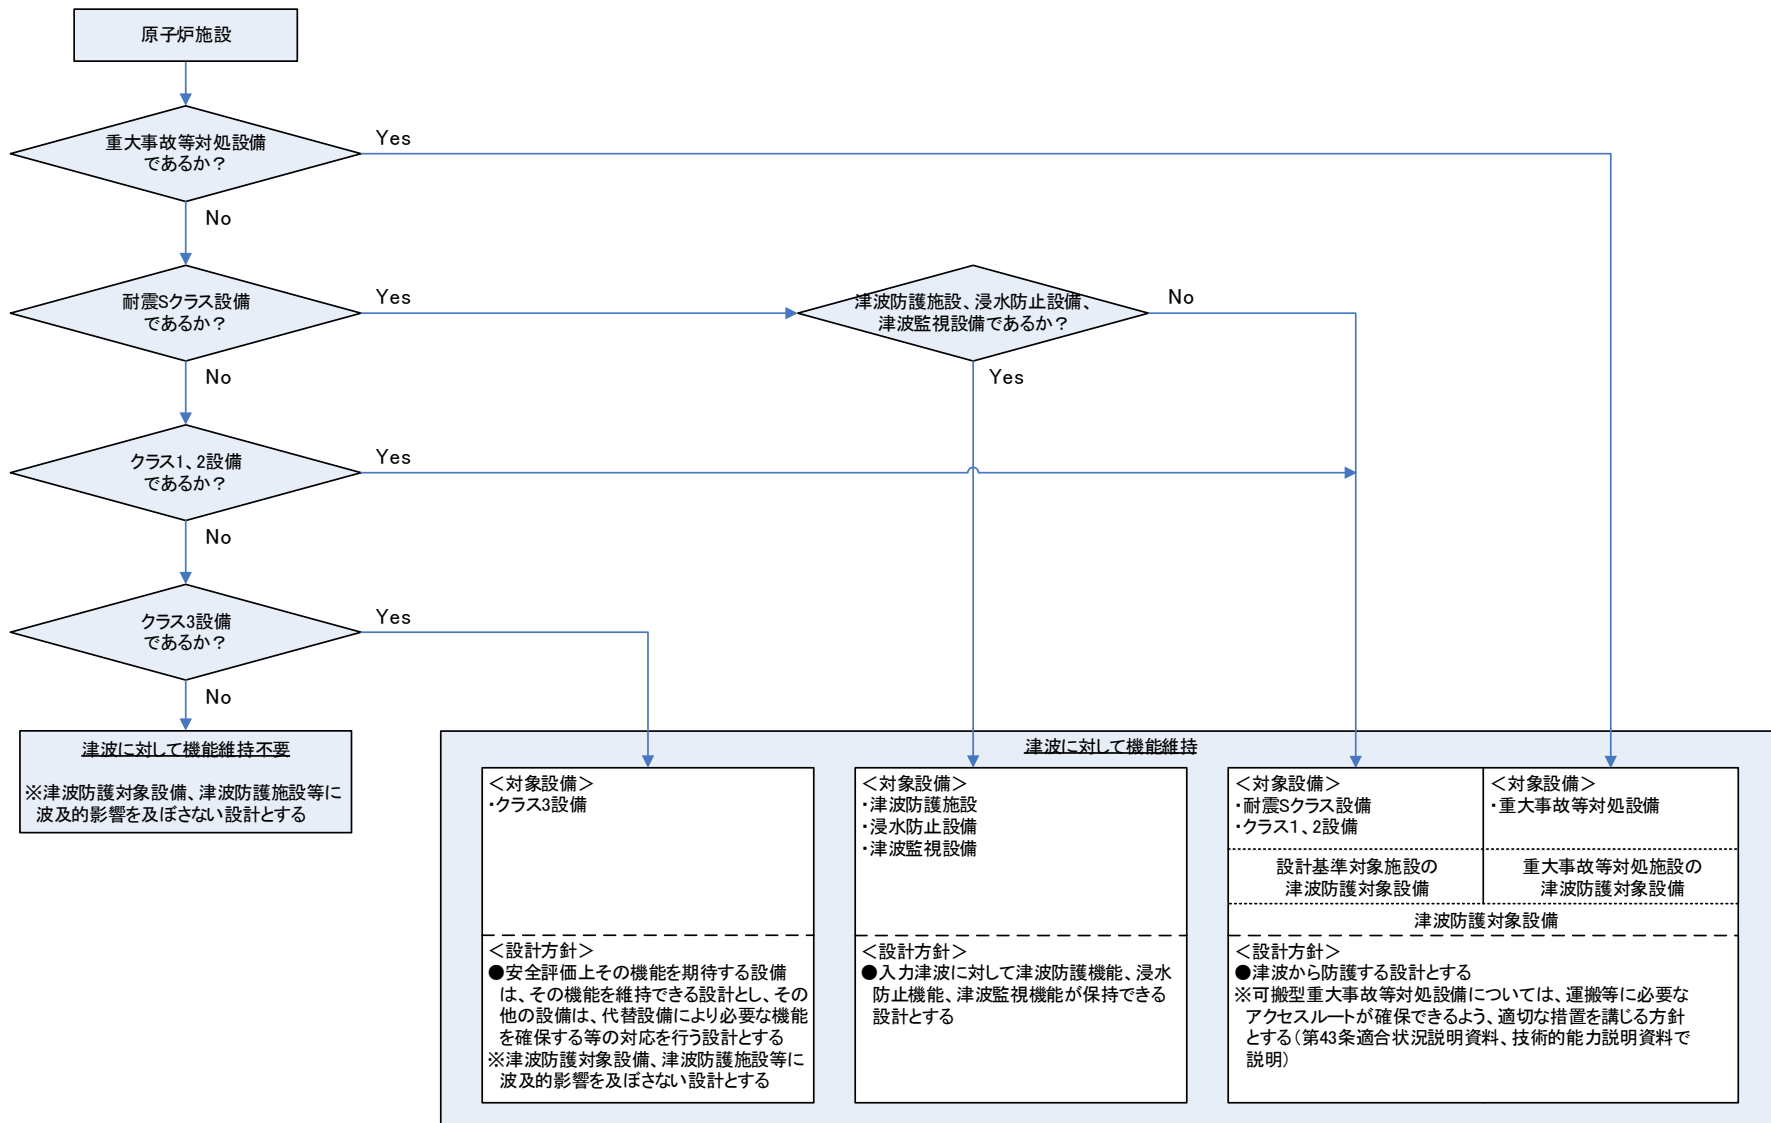 原子炉施設
重大事故等対処設備
であるか？
Yes
No
耐震Sクラス設備
であるか？
Yes
No
津波防護施設、浸水防止設備、
津波監視設備であるか？
No
Yes
クラス1、2設備
であるか？
Yes
No
クラス3設備
であるか？
Yes
No
津波に対して機能維持不要
※津波防護対象設備、津波防護施設等に
波及的影響を及ぼさない設計とする
津波に対して機能維持
＜対象設備＞
・クラス3設備
＜設計方針＞
●安全評価上その機能を期待する設備
は、その機能を維持できる設計とし、その
他の設備は、代替設備により必要な機能
を確保する等の対応を行う設計とする
※津波防護対象設備、津波防護施設等に
波及的影響を及ぼさない設計とする
＜対象設備＞
・津波防護施設
・浸水防止設備
・津波監視設備
＜設計方針＞
●入力津波に対して津波防護機能、浸水
防止機能、津波監視機能が保持できる
設計とする
＜対象設備＞
・耐震Sクラス設備
・クラス1、2設備
設計基準対象施設の
津波防護対象設備
＜対象設備＞
・重大事故等対処設備
重大事故等対処施設の
津波防護対象設備
津波防護対象設備
＜設計方針＞
●津波から防護する設計とする
※可搬型重大事故等対処設備については、運搬等に必要な
アクセスルートが確保できるよう、適切な措置を講じる方針
とする（第43条適合状況説明資料、技術的能力説明資料で
説明）